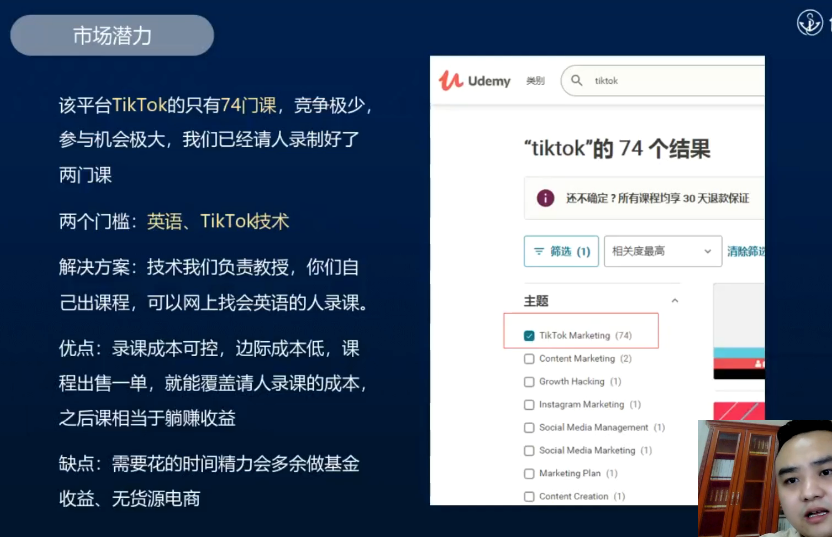 市场潜力
该平台TikTok的只有74门课，竞争极少，
参与机会极大，我们已经请人录制好了
两门课
两个门槛：英语、TikTok技术
解决方案：技术我们负责教授，你们自
己出课程，可以网上找会英语的人录课。
优点：录课成本可控，边际成本低，课
程出售一单，就能覆盖请人录课的成本，
之后课相当于躺赚收益
缺点：需要花的时间精力会多余做基金
收益、无货源电商
Udemy
类别
tiktok
“tiktok”的 74 个结果
还不确定？所有课程均享 30 天退款保证
筛选 (1)
相关度最高
清除筛选
主题
TikTok Marketing (74)
Content Marketing (2)
Growth Hacking (1)
Instagram Marketing (1)
Social Media Management (1)
Social Media Marketing (1)
Marketing Plan (1)
Content Creation (1)